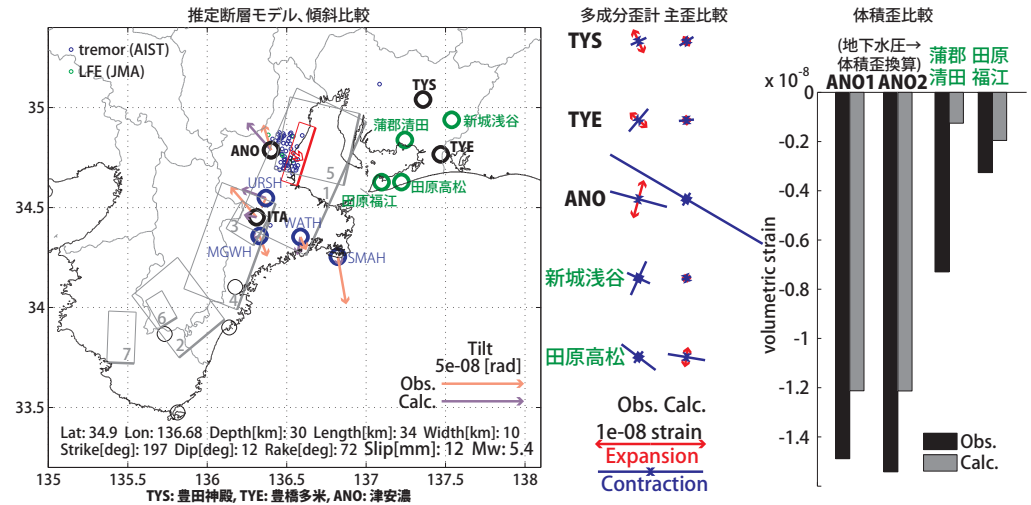 推定断層モデル、傾斜比較
tremor (AIST)
LFE (JMA)
TYS
新城浅谷
蒲郡清田
TYE
ANO
田原高松
田原福江
URSH
ITA
WATH
MGWH
SMAH
1
2
3
4
5
6
7
Tilt
5e-08 [rad]
Obs.
Calc.
Lat: 34.9 Lon: 136.68 Depth[km]: 30 Length[km]: 34 Width[km]: 10
Strike[deg]: 197 Dip[deg]: 12 Rake[deg]: 72 Slip[mm]: 12 Mw: 5.4
35
34.5
34
33.5
33.2
135
135.5
136
136.5
137
137.5
138
TYS: 豊田神殿, TYE: 豊橋多米, ANO: 津安濃
多成分歪計 主歪比較
TYS
TYE
ANO
新城浅谷
田原高松
Obs. Calc.
1e-08 strain
Expansion
Contraction
体積歪比較
(地下水圧→
体積歪換算)
蒲郡 田原
清田 福江
x 10-8
ANO1 ANO2
0
-0.2
-0.4
-0.6
-0.8
-1
-1.2
-1.4
volumetric strain
Obs.
Calc.